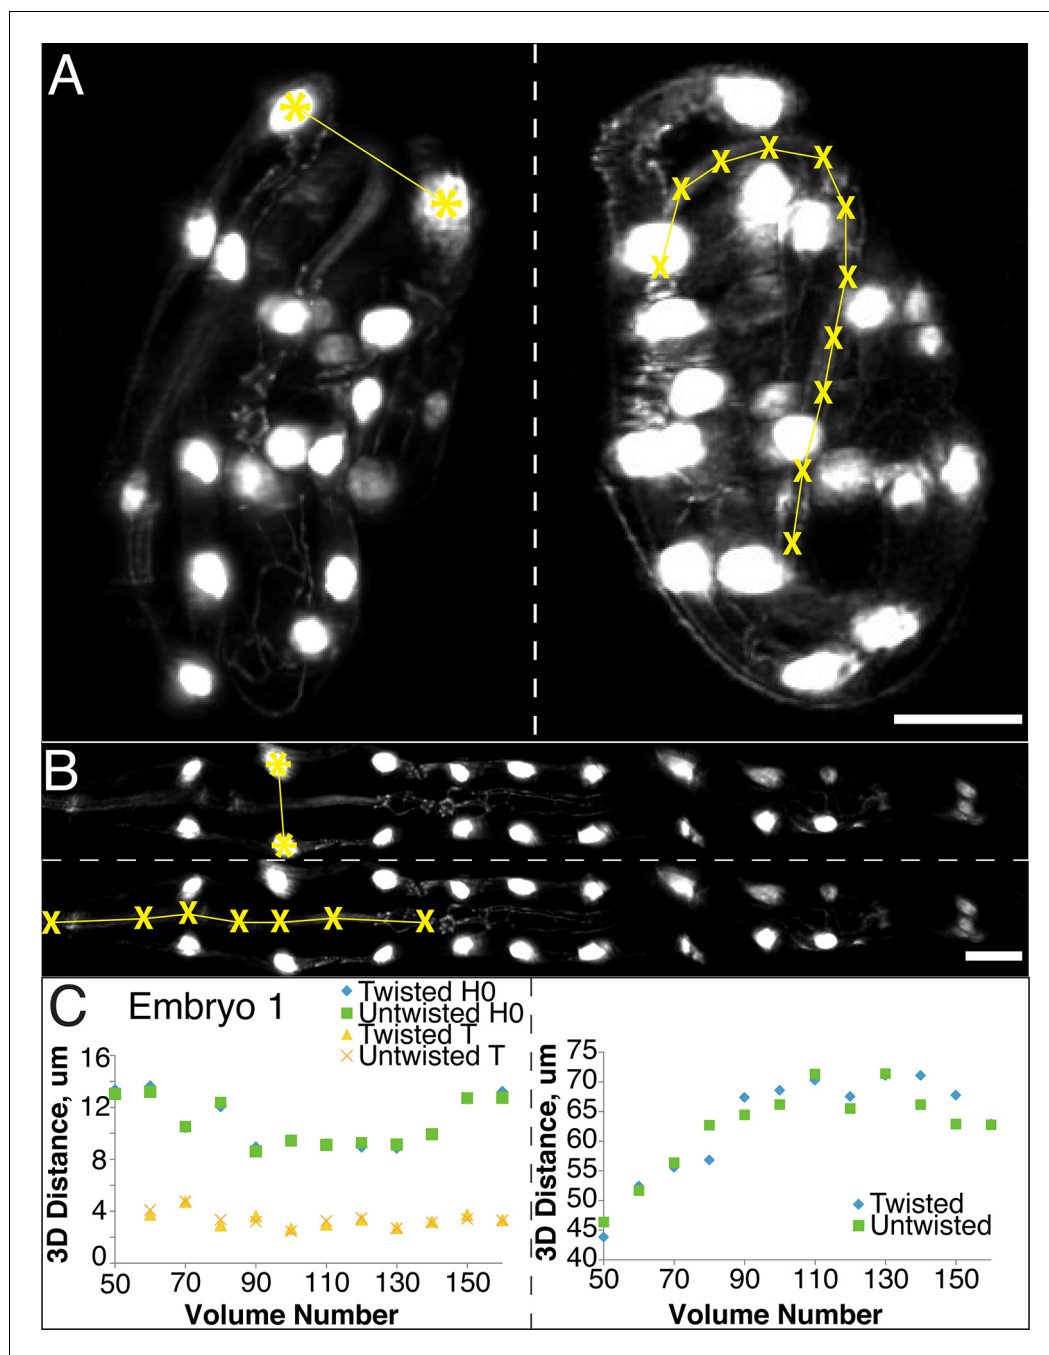 A
B
C
Embryo 1
Twisted H0
Untwisted H0
Twisted T
Untwisted T
3D Distance, um
16
12
8
4
0
50 70 90 110 130 150
Volume Number
3D Distance, um
75
70
65
60
55
50
45
40
Twisted
Untwisted
50 70 90 110 130 150
Volume Number